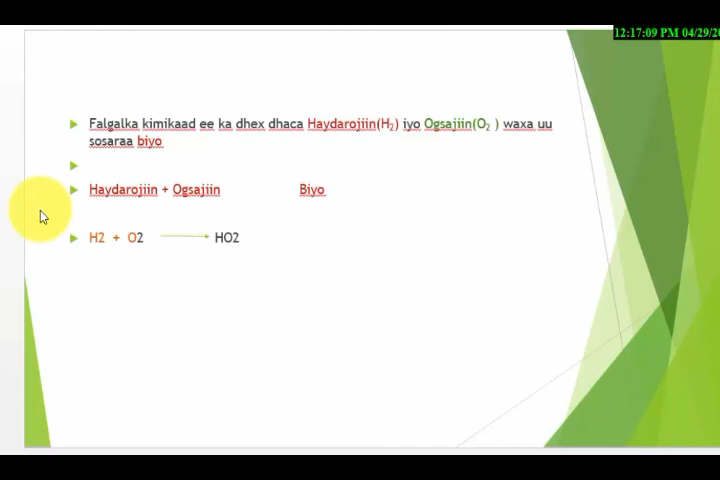 12:17:09 PM 04/29/20
Falgalka kimikaad ee ka dhex dhaca Haydarojiin(H₂) iyo Ogsajiin(O₂ ) waxa uu
sosaraa biyo
Haydarojiin + Ogsajiin Biyo
H2 + O2 → HO2